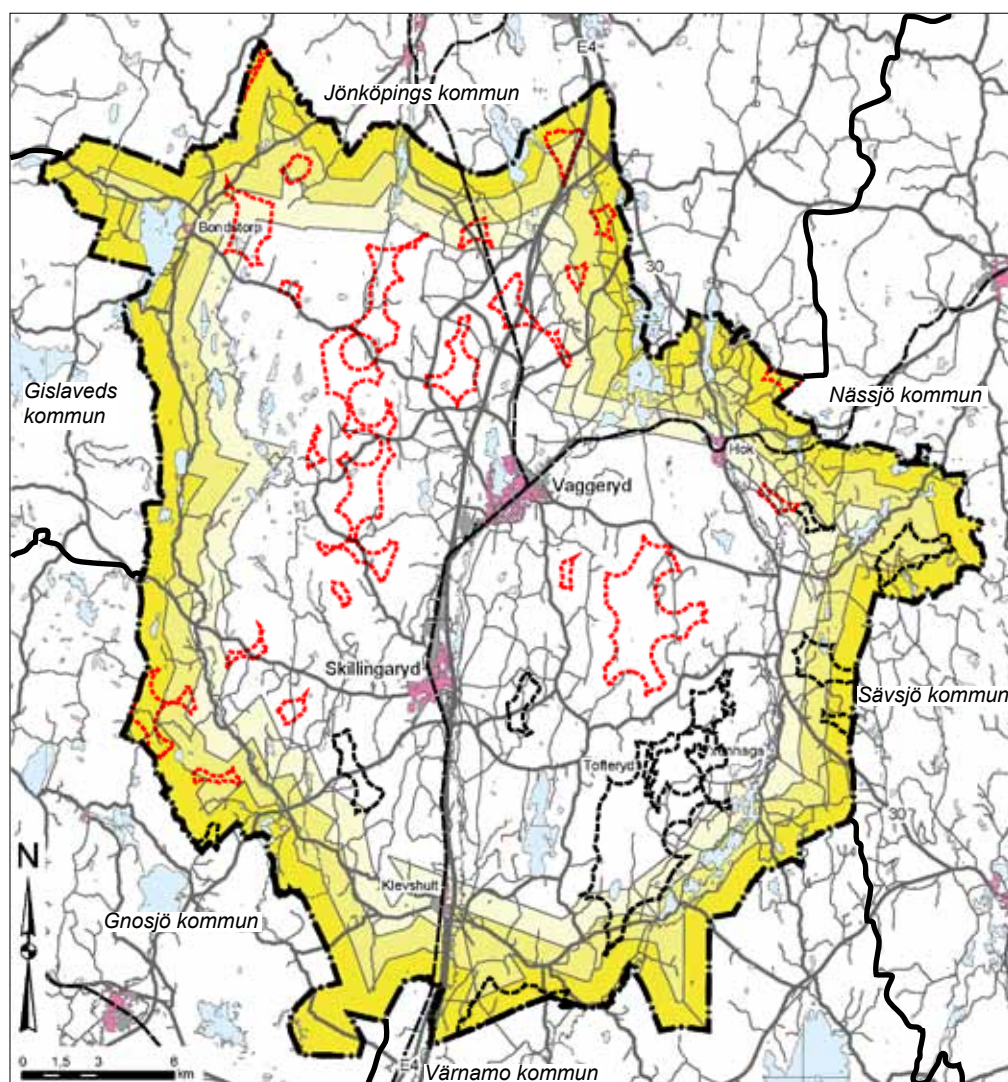 E4
Jönköpings kommun
Bondstorp
30
Gislaveds
kommun
Nässjö kommun
Hok
Vaggeryd
Skillingaryd
Sävsjö kommun
Tofteryd
30
N
Klevshult
Gnosjö kommun
0 1,5 3 6
km
E4
Värnamo kommun